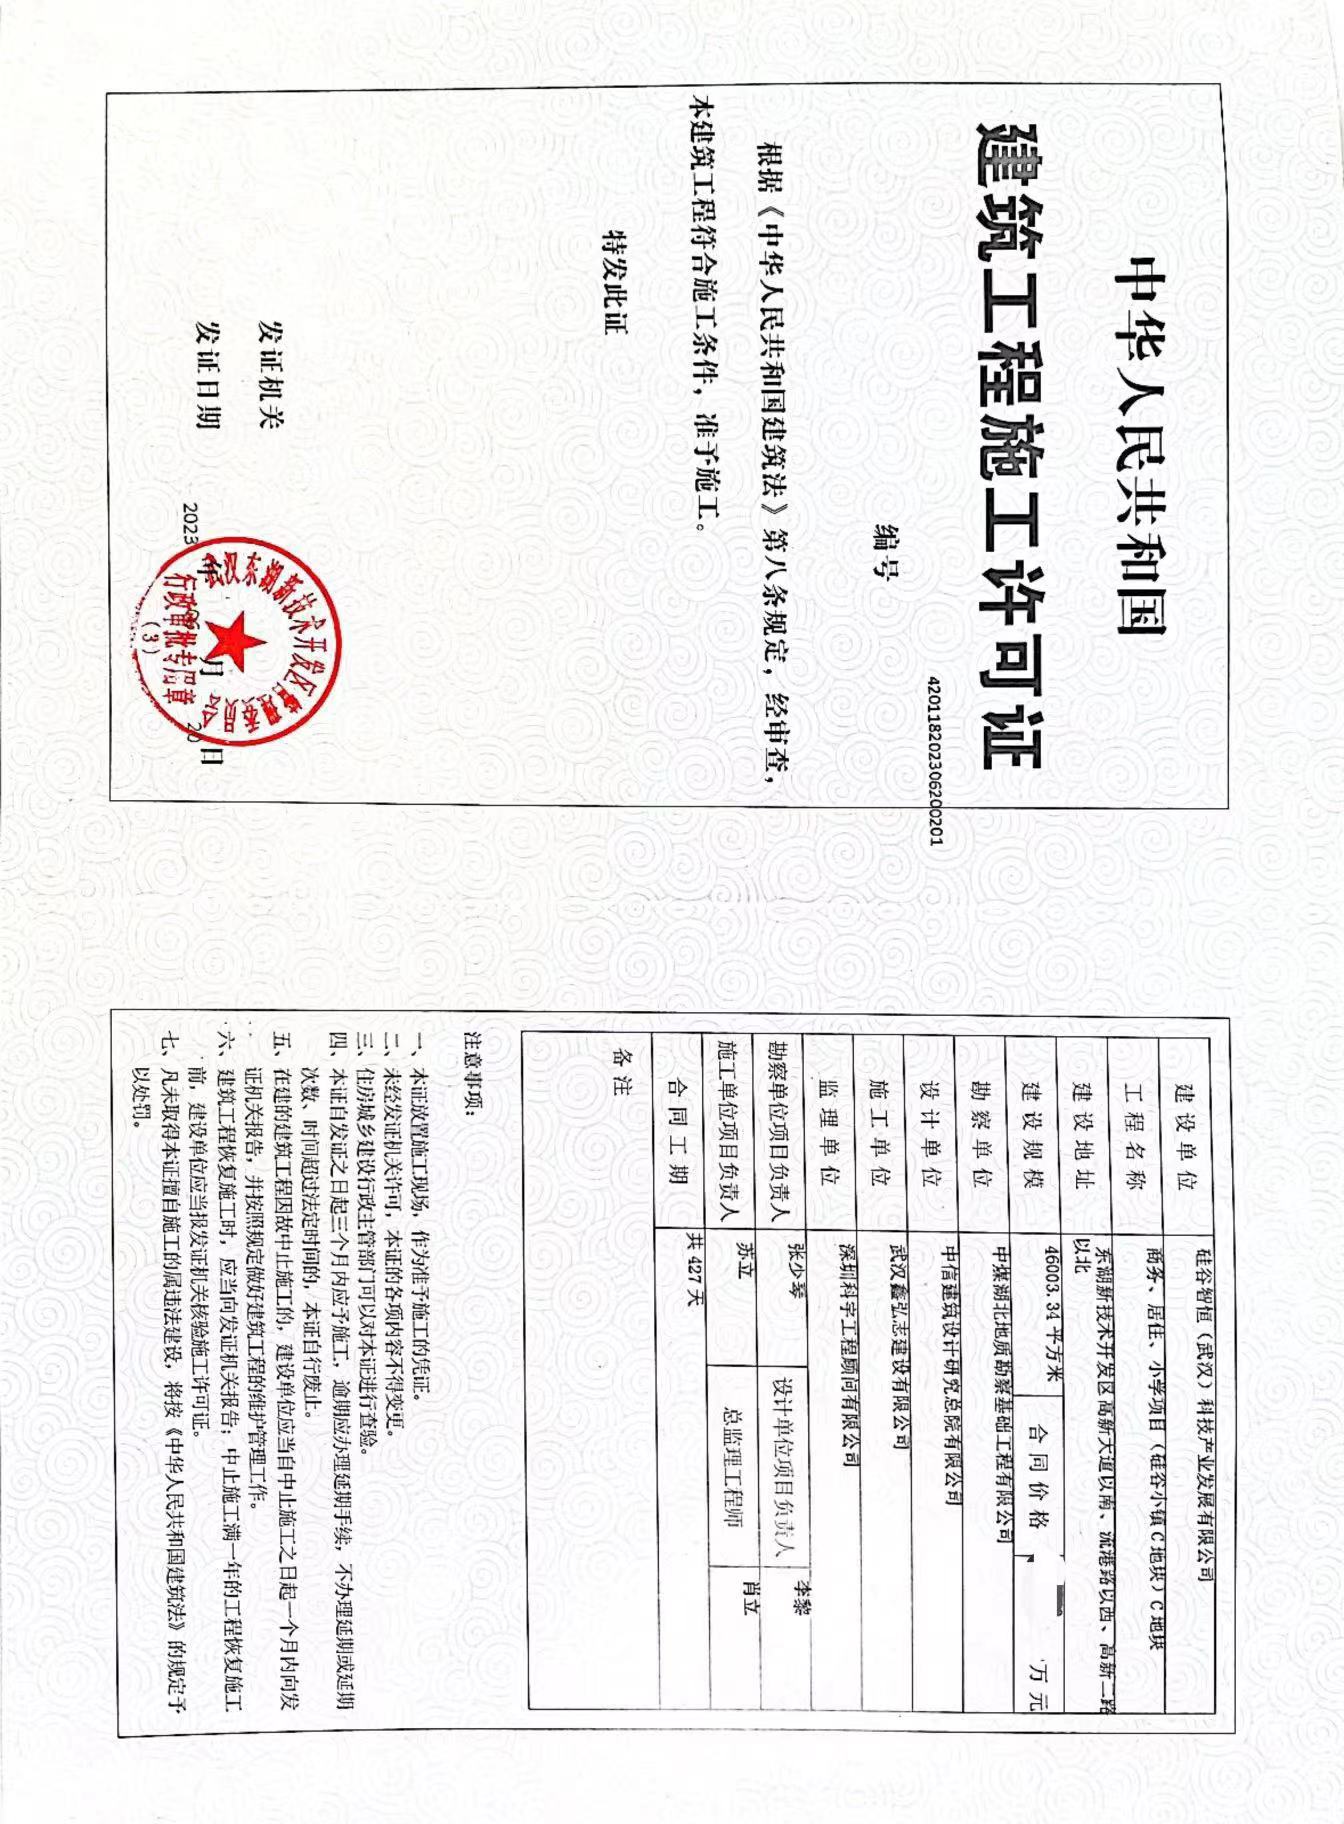 中华人民共和国
建筑工程施工许可证
420118202306200201
编号
根据《中华人民共和国建筑法》第八条规定，经审查，
本建筑工程符合施工条件，准予施工。
特发此证
发证机关
发证日期
2023 年 06 月 20 日
武汉东湖新技术开发区管理委员会
行政审批专用章
（3）
建设单位 硅谷智恒（武汉）科技产业发展有限公司
工程名称 商务、居住、小学项目（硅谷小镇C地块）C地块
建设地址 东湖新技术开发区高新大道以南、流港路以西、高新二路
以北
建设规模 46003.34 平方米 合同价格 万元
勘察单位 中煤湖北地质勘察基础工程有限公司
设计单位 中信建筑设计研究总院有限公司
施工单位 武汉鑫弘志建设有限公司
监理单位 深圳科宇工程顾问有限公司
勘察单位项目负责人 张少琴 设计单位项目负责人 李黎
施工单位项目负责人 苏立 总监理工程师 肖立
合同工期 共 427 天
备注
注意事项：
一、本证放置施工现场，作为准予施工的凭证。
二、未经发证机关许可，本证的各项内容不得变更。
三、住房城乡建设行政主管部门可以对本证进行查验。
四、本证自发证之日起三个月内应予施工，逾期应办理延期手续，不办理延期或延期
次数、时间超过法定时间的，本证自行废止。
五、在建的建筑工程因故中止施工的，建设单位应当自中止施工之日起一个月内向发
证机关报告，并按照规定做好建筑工程的维护管理工作。
六、建筑工程恢复施工时，应当向发证机关报告；中止施工满一年的工程恢复施工
前，建设单位应当报发证机关核验施工许可证。
七、凡未取得本证擅自施工的属违法建设，将按《中华人民共和国建筑法》的规定予
以处罚。